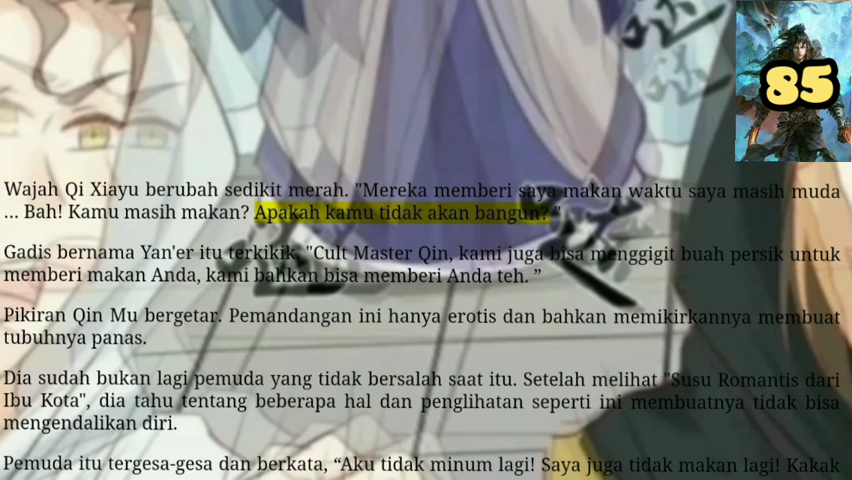 85
Wajah Qi Xiayu berubah sedikit merah. "Mereka memberi saya makan waktu saya masih muda
... Bah! Kamu masih makan? Apakah kamu tidak akan bangun? "
Gadis bernama Yan'er itu terkikik, "Cult Master Qin, kami juga bisa menggigit buah persik untuk
memberi makan Anda, kami bahkan bisa memberi Anda teh. ”
Pikiran Qin Mu bergetar. Pemandangan ini hanya erotis dan bahkan memikirkannya membuat
tubuhnya panas.
Dia sudah bukan lagi pemuda yang tidak bersalah saat itu. Setelah melihat "Susu Romantis dari
Ibu Kota", dia tahu tentang beberapa hal dan penglihatan seperti ini membuatnya tidak bisa
mengendalikan diri.
Pemuda itu tergesa-gesa dan berkata, “Aku tidak minum lagi! Saya juga tidak makan lagi! Kakak